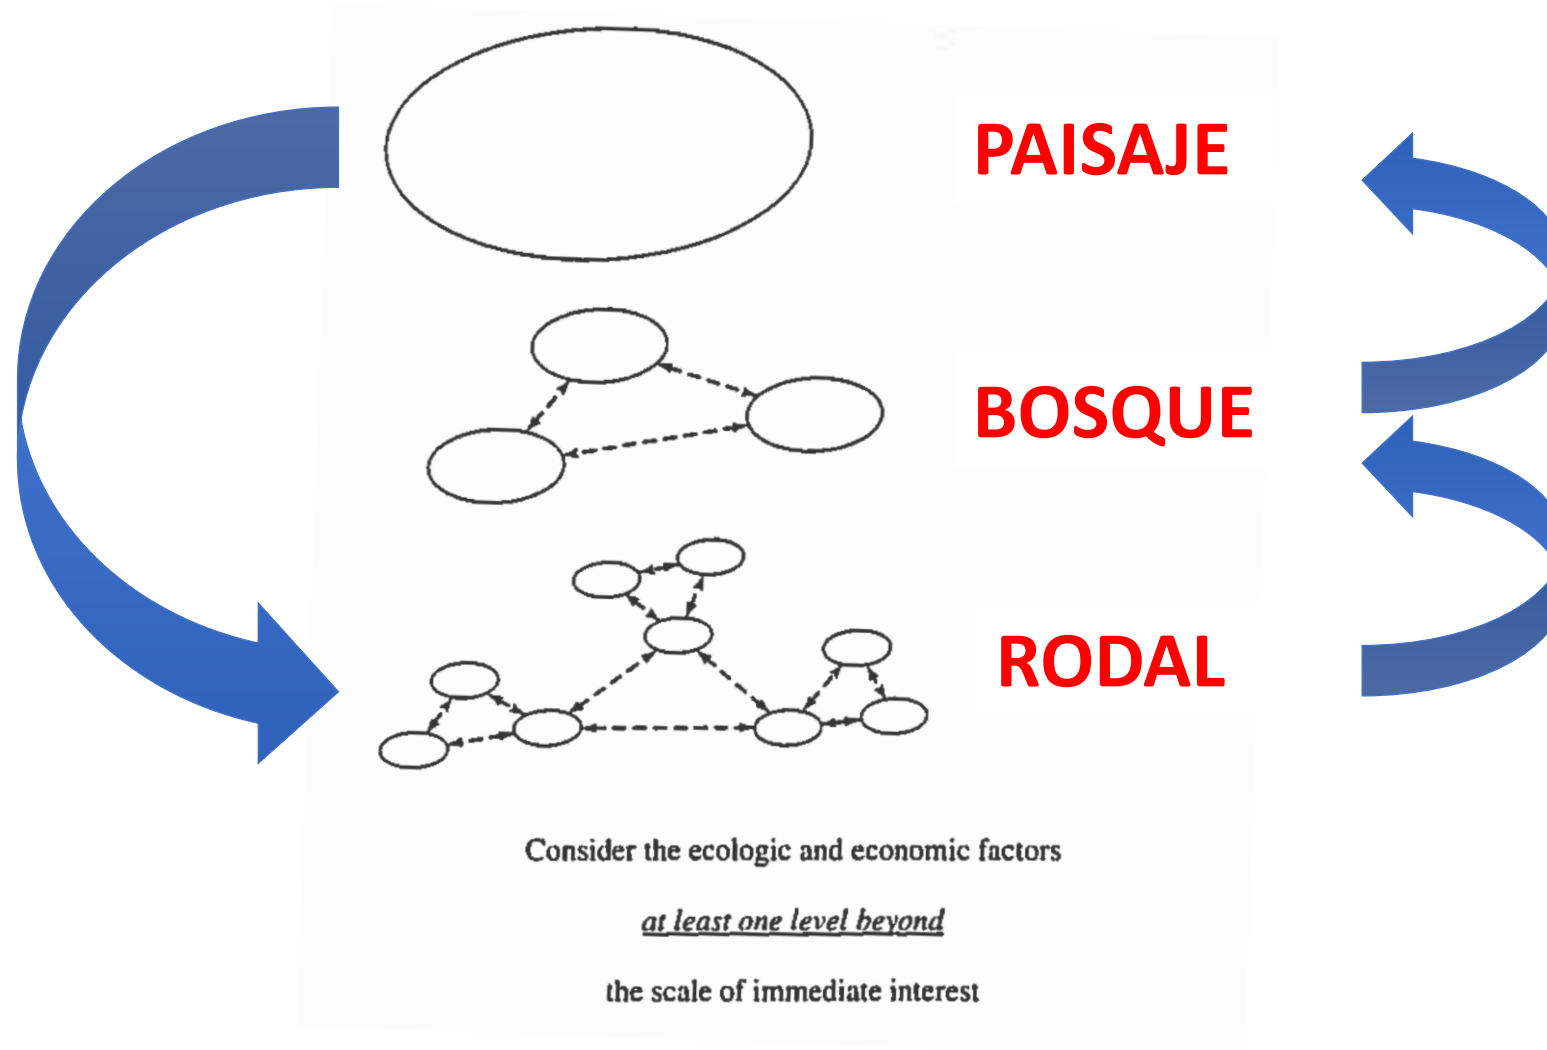 PAISAJE
BOSQUE
RODAL
Consider the ecologic and economic factors
at least one level beyond
the scale of immediate interest